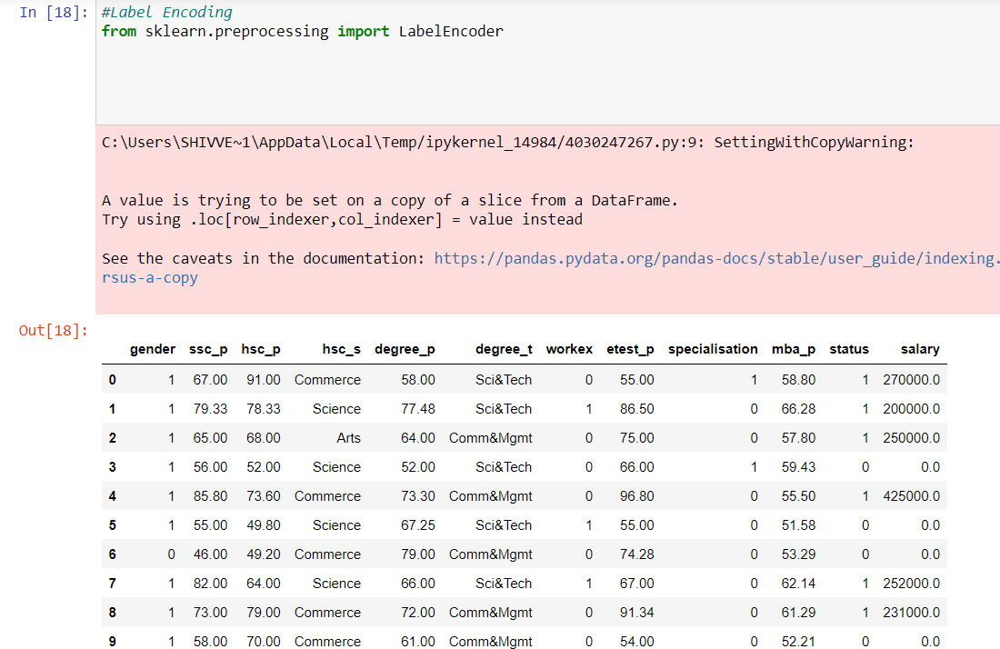 In [18]: #Label Encoding
from sklearn.preprocessing import LabelEncoder
C:\Users\SHIVVE~1\AppData\Local\Temp/ipykernel_14984/4030247267.py:9: SettingWithCopyWarning:
A value is trying to be set on a copy of a slice from a DataFrame.
Try using .loc[row_indexer,col_indexer] = value instead
See the caveats in the documentation: https://pandas.pydata.org/pandas-docs/stable/user_guide/indexing.
rsus-a-copy
Out[18]:
gender ssc_p hsc_p hsc_s degree_p degree_t workex etest_p specialisation mba_p status salary
0 1 67.00 91.00 Commerce 58.00 Sci&Tech 0 55.00 1 58.80 1 270000.0
1 1 79.33 78.33 Science 77.48 Sci&Tech 1 86.50 0 66.28 1 200000.0
2 1 65.00 68.00 Arts 64.00 Comm&Mgmt 0 75.00 0 57.80 1 250000.0
3 1 56.00 52.00 Science 52.00 Sci&Tech 0 66.00 1 59.43 0 0.0
4 1 85.80 73.60 Commerce 73.30 Comm&Mgmt 0 96.80 0 55.50 1 425000.0
5 1 55.00 49.80 Science 67.25 Sci&Tech 1 55.00 0 51.58 0 0.0
6 0 46.00 49.20 Commerce 79.00 Comm&Mgmt 0 74.28 0 53.29 0 0.0
7 1 82.00 64.00 Science 66.00 Sci&Tech 1 67.00 0 62.14 1 252000.0
8 1 73.00 79.00 Commerce 72.00 Comm&Mgmt 0 91.34 0 61.29 1 231000.0
9 1 58.00 70.00 Commerce 61.00 Comm&Mgmt 0 54.00 0 52.21 0 0.0